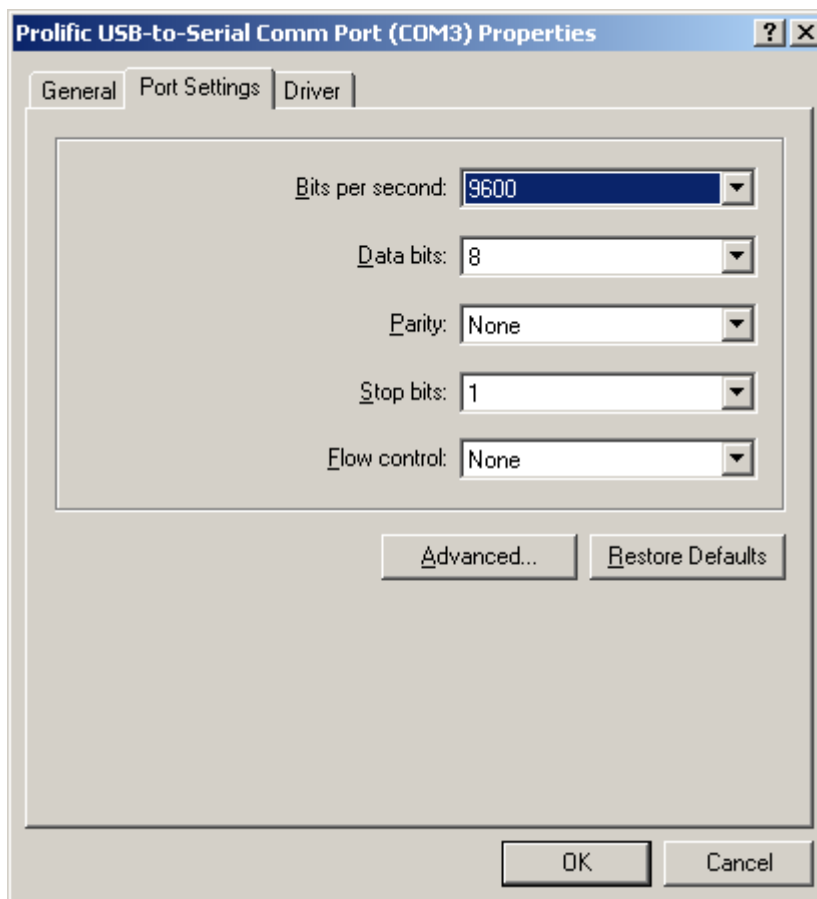 Prolific USB-to-Serial Comm Port (COM3) Properties
General Port Settings Driver
Bits per second: 9600
Data bits: 8
Parity: None
Stop bits: 1
Flow control: None
Advanced... Restore Defaults
OK Cancel